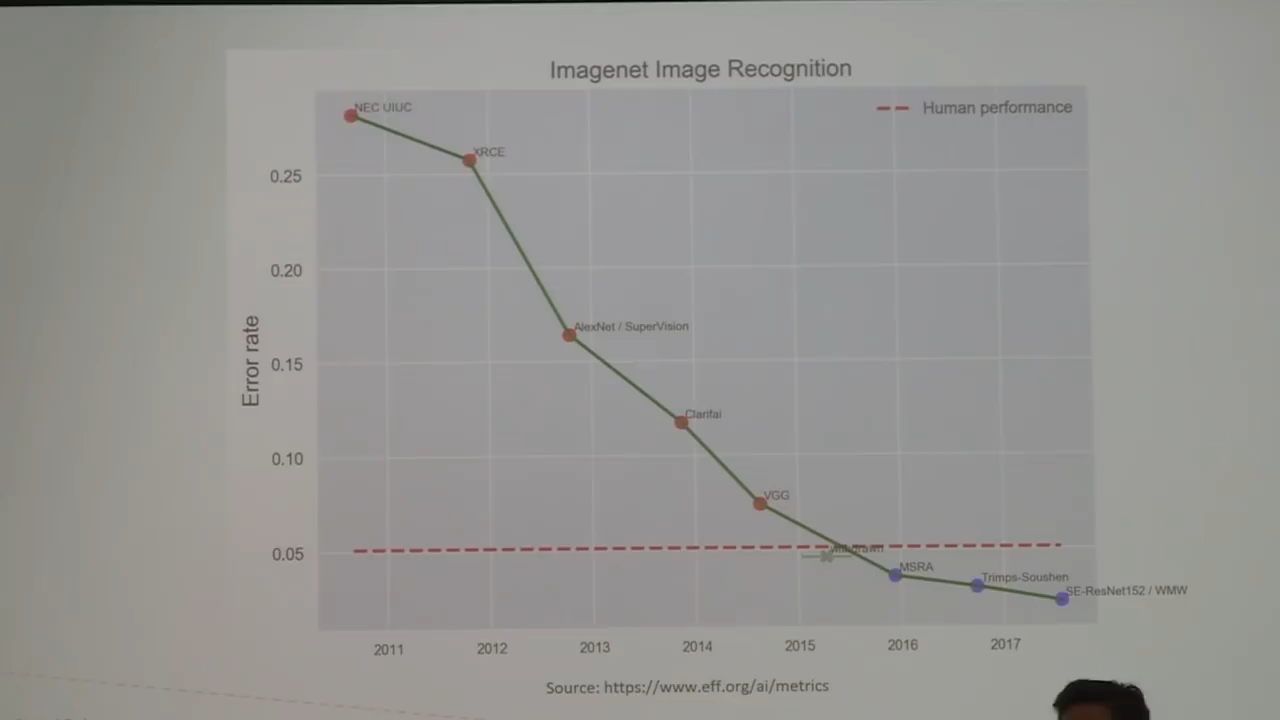 Imagenet Image Recognition
NEC UIUC
Human performance
XRCE
0.25
0.20
AlexNet / SuperVision
0.15
Error rate
Clarifai
0.10
VGG
0.05
withdrawn
MSRA
Trimps-Soushen
SE-ResNet152 / WMW
2011 2012 2013 2014 2015 2016 2017
Source: https://www.eff.org/ai/metrics